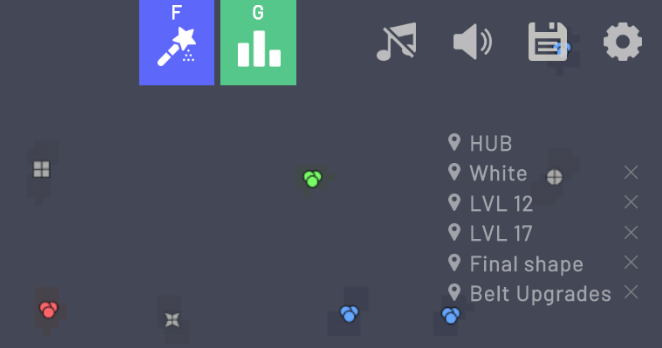 F
G
HUB
White
LVL 12
LVL 17
Final shape
Belt Upgrades